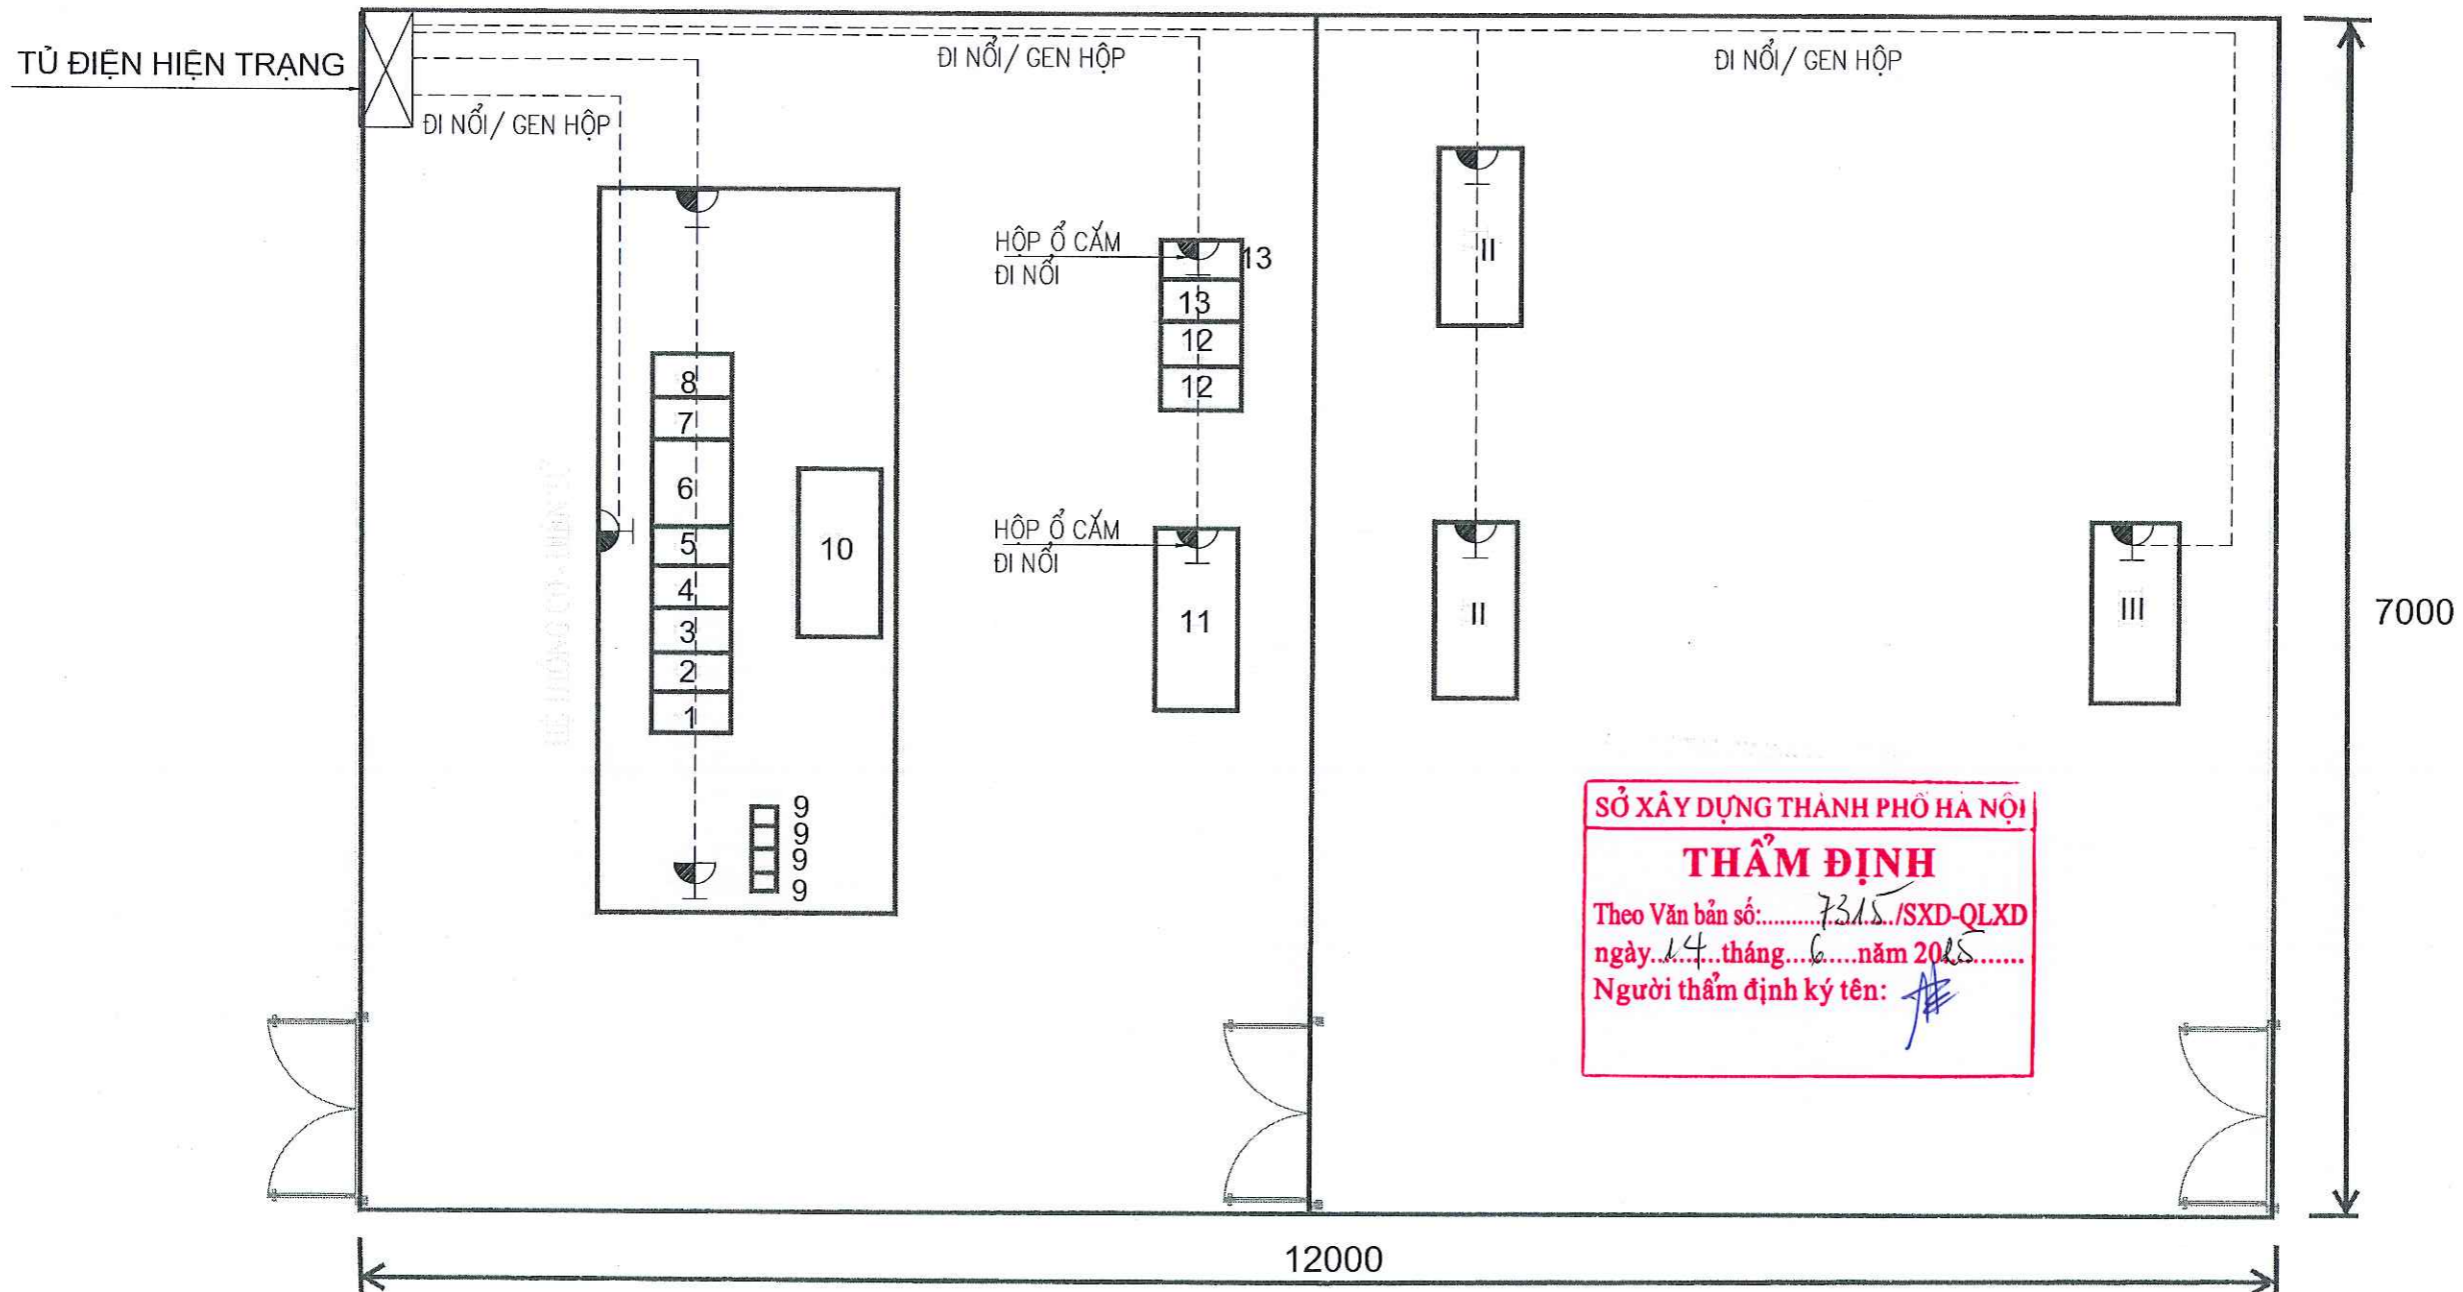 TỦ ĐIỆN HIỆN TRẠNG
ĐI NỔI/ GEN HỘP
ĐI NỔI/ GEN HỘP
ĐI NỔI/ GEN HỘP
HỘP Ổ CẮM
ĐI NỔI
13
13
12
12
II
8
7
6
5
4
3
2
1
10
HỘP Ổ CẮM
ĐI NỔI
11
II
III
7000
9
9
9
9
SỞ XÂY DỰNG THÀNH PHỐ HÀ NỘI
THẨM ĐỊNH
Theo Văn bản số:.........7315...../SXD-QLXD
ngày...14...tháng....6....năm 2025.......
Người thẩm định ký tên:
12000